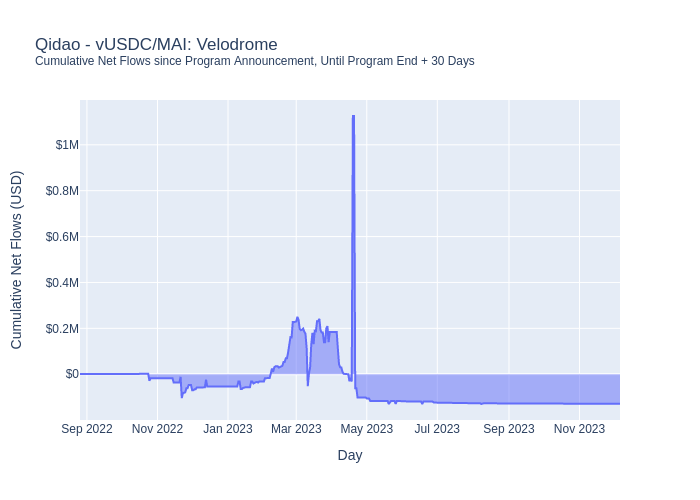 Qidao - vUSDC/MAI: Velodrome
Cumulative Net Flows since Program Announcement, Until Program End + 30 Days
Cumulative Net Flows (USD)
$1M
$0.8M
$0.6M
$0.4M
$0.2M
$0
Sep 2022 Nov 2022 Jan 2023 Mar 2023 May 2023 Jul 2023 Sep 2023 Nov 2023
Day